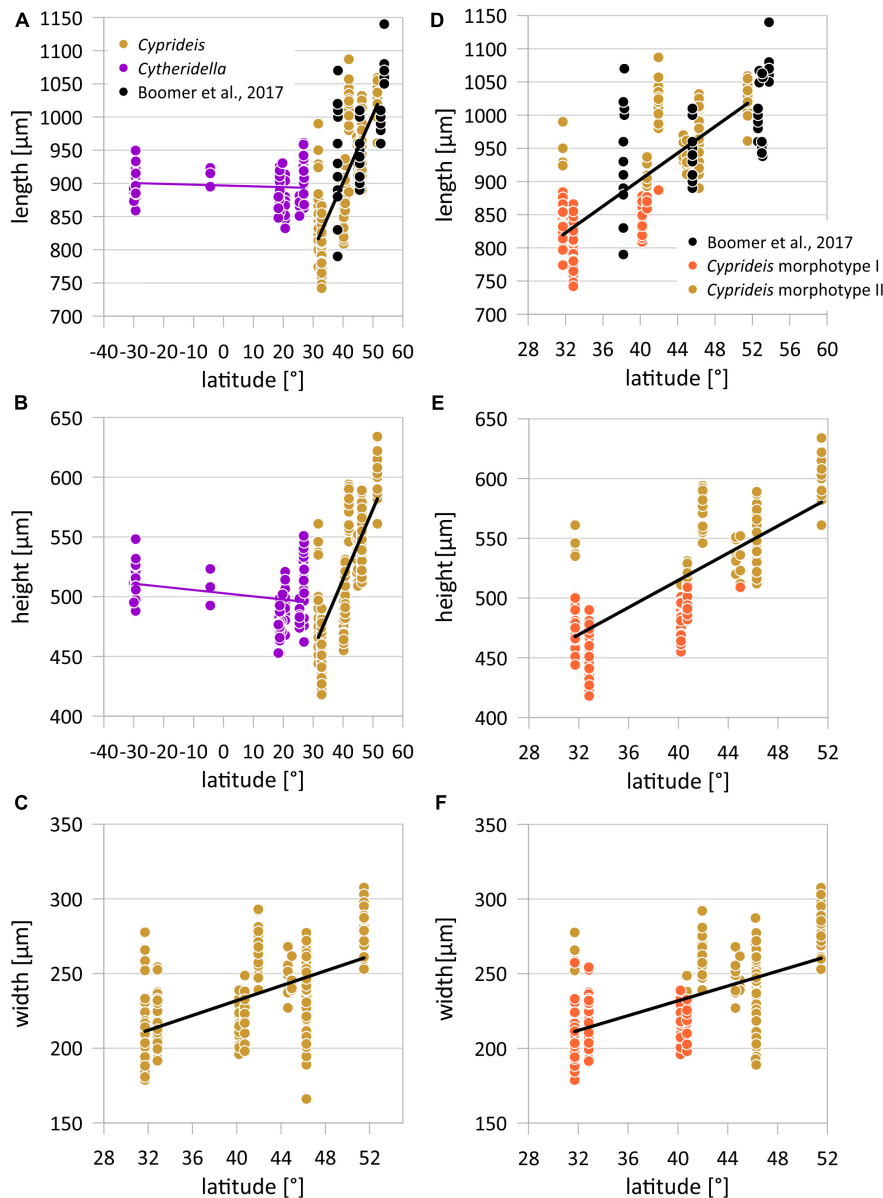 A
1150
1100
1050
1000
950
900
850
800
750
700
length [µm]
Cyprideis
Cytheridella
Boomer et al., 2017
-40 -30 -20 -10 0 10 20 30 40 50 60
latitude [°]
D
1150
1100
1050
1000
950
900
850
800
750
700
length [µm]
Boomer et al., 2017
Cyprideis morphotype I
Cyprideis morphotype II
28 32 36 40 44 48 52 56 60
latitude [°]
B
650
600
550
500
450
400
height [µm]
-40 -30 -20 -10 0 10 20 30 40 50 60
latitude [°]
E
650
600
550
500
450
400
height [µm]
28 32 36 40 44 48 52
latitude [°]
C
350
300
250
200
150
width [µm]
28 32 36 40 44 48 52
latitude [°]
F
350
300
250
200
150
width [µm]
28 32 36 40 44 48 52
latitude [°]